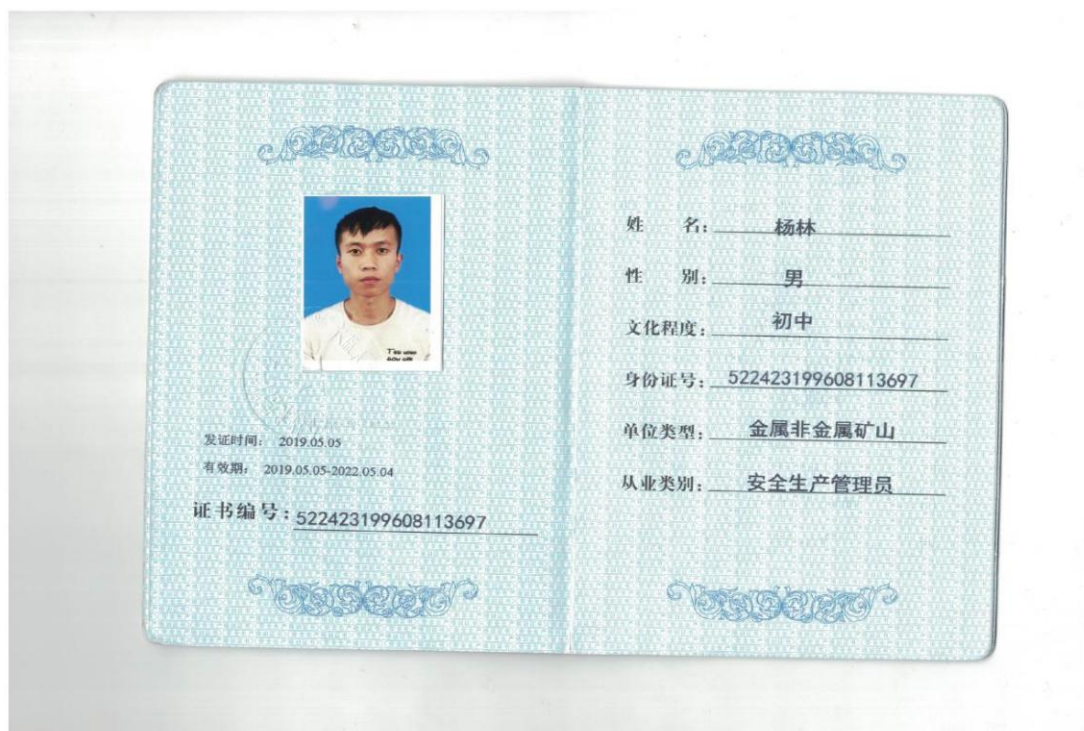 发证时间： 2019.05.05
有效期： 2019.05.05-2022.05.04
证书编号：522423199608113697
姓 名： 杨林
性 别： 男
文化程度： 初中
身份证号： 522423199608113697
单位类型： 金属非金属矿山
从业类别： 安全生产管理员